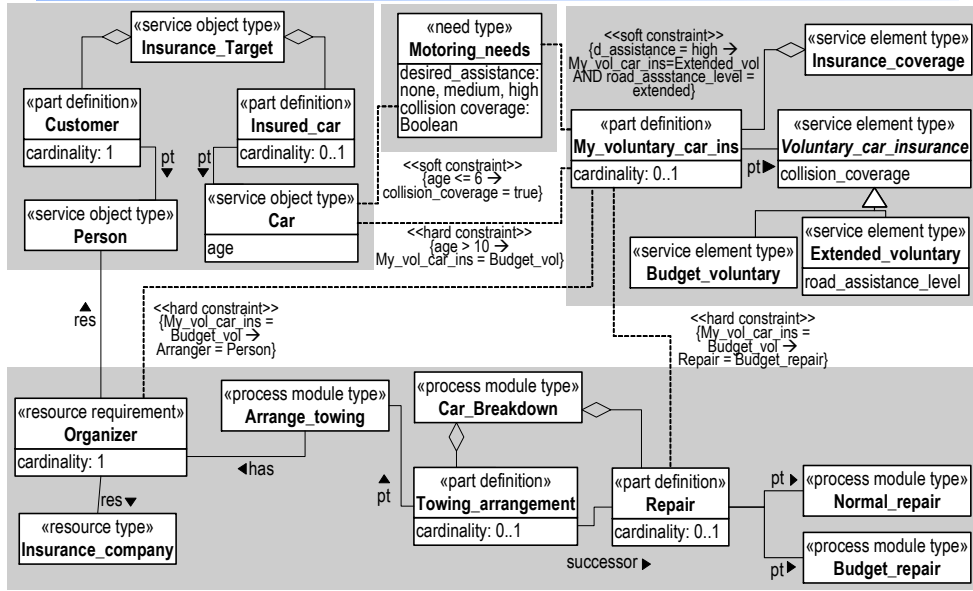 «service object type»
Insurance_Target
«part definition»
Customer
cardinality: 1
«part definition»
Insured_car
cardinality: 0..1
pt
pt
«service object type»
Person
«service object type»
Car
age
«need type»
Motoring_needs
desired_assistance:
none, medium, high
collision coverage:
Boolean
<<soft constraint>>
{age <= 6 →
collision_coverage = true}
<<hard constraint>>
{age > 10 →
My_vol_car_ins = Budget_vol}
<<soft constraint>>
{d_assistance = high →
My_vol_car_ins=Extended_vol
AND road_assstance_level =
extended}
«service element type»
Insurance_coverage
«part definition»
My_voluntary_car_ins
cardinality: 0..1
pt
«service element type»
Voluntary_car_insurance
collision_coverage
«service element type»
Budget_voluntary
«service element type»
Extended_voluntary
road_assistance_level
res
<<hard constraint>>
{My_vol_car_ins =
Budget_vol →
Arranger = Person}
<<hard constraint>>
{My_vol_car_ins =
Budget_vol →
Repair = Budget_repair}
«resource requirement»
Organizer
cardinality: 1
«process module type»
Arrange_towing
has
«process module type»
Car_Breakdown
res
«resource type»
Insurance_company
pt
«part definition»
Towing_arrangement
cardinality: 0..1
successor
«part definition»
Repair
cardinality: 0..1
pt
«process module type»
Normal_repair
pt
«process module type»
Budget_repair